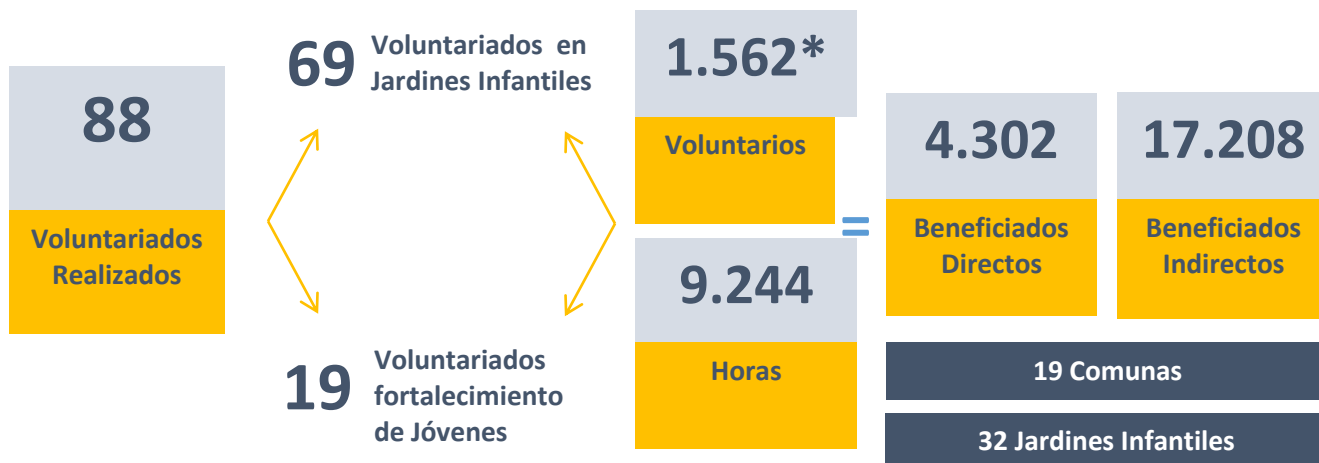 88
Voluntariados
Realizados
69
Voluntariados en
Jardines Infantiles
19
Voluntariados
fortalecimiento
de Jóvenes
1.562*
Voluntarios
9.244
Horas
=
4.302
Beneficiados
Directos
17.208
Beneficiados
Indirectos
19 Comunas
32 Jardines Infantiles